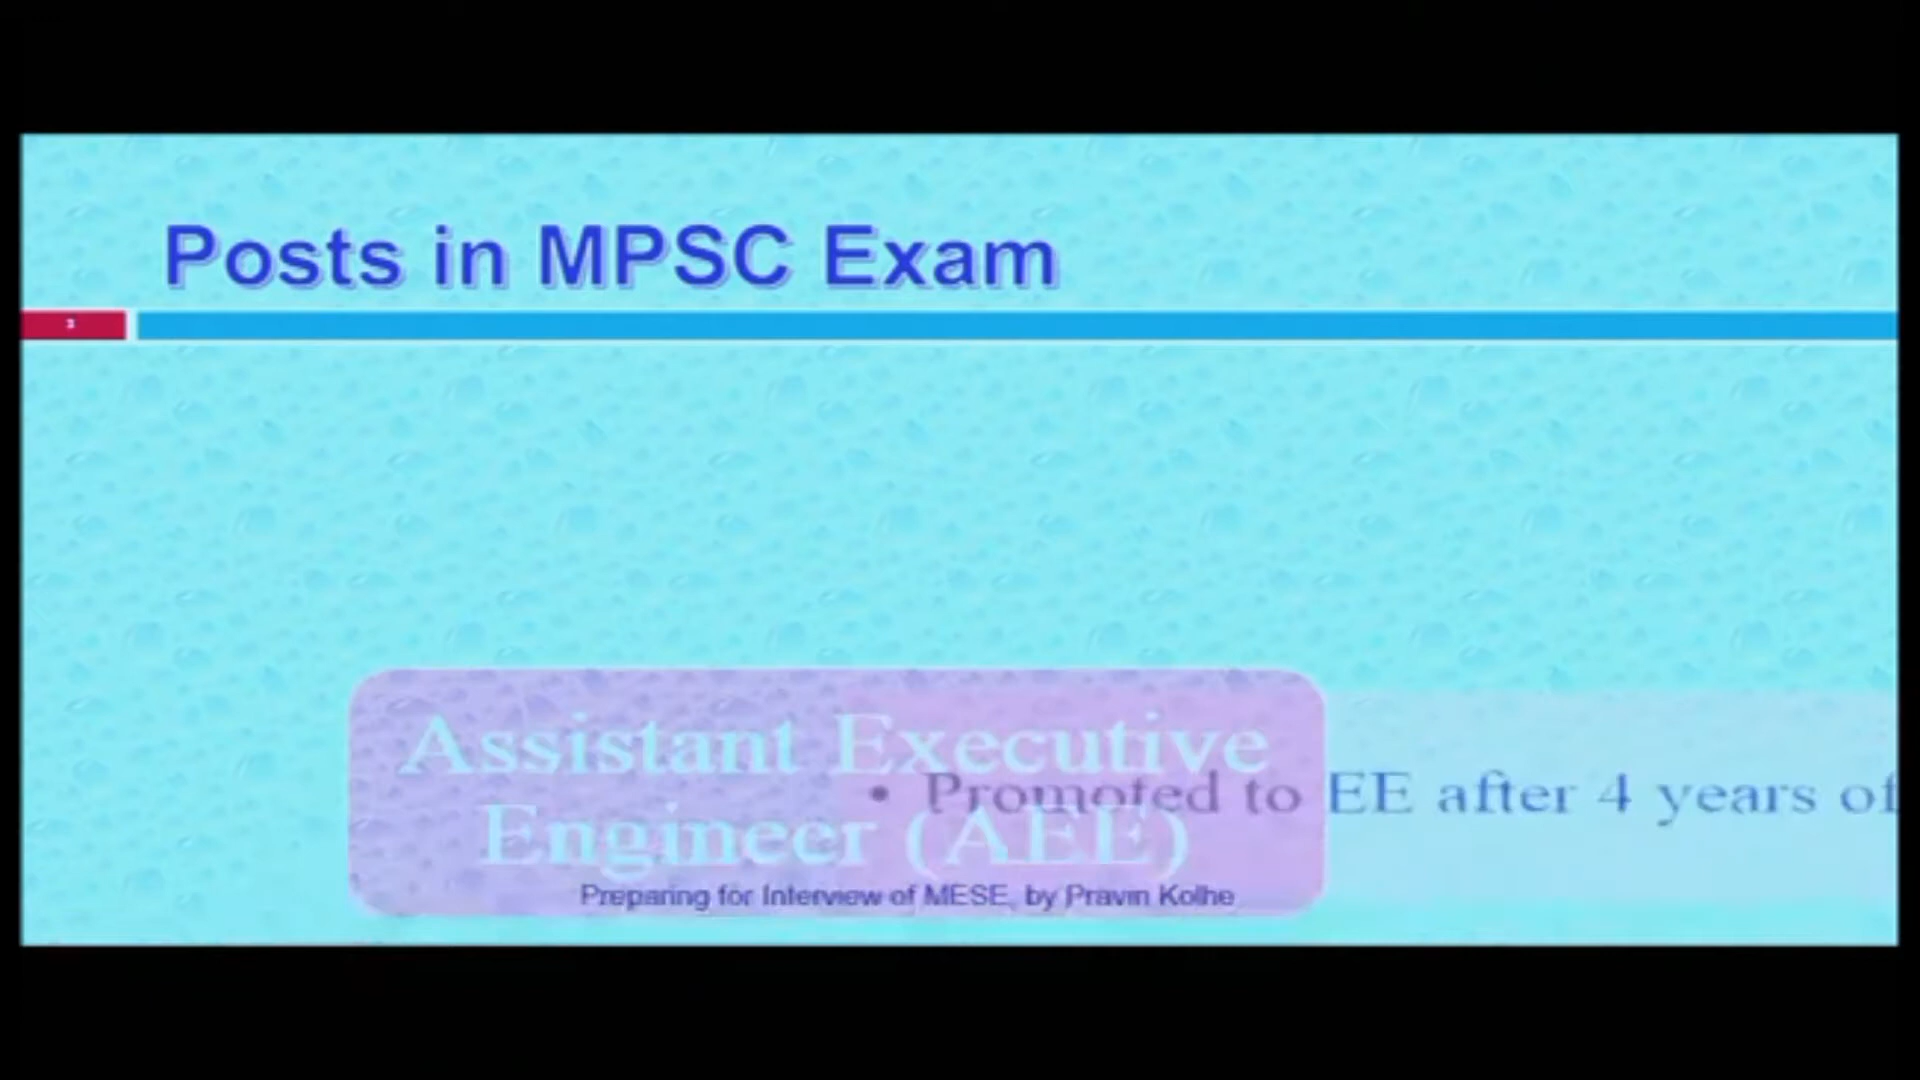 Posts in MPSC Exam
3
Assistant Executive
Engineer (AEE)
• Promoted to EE after 4 years of
Preparing for Interview of MESE, by Pravin Kolhe